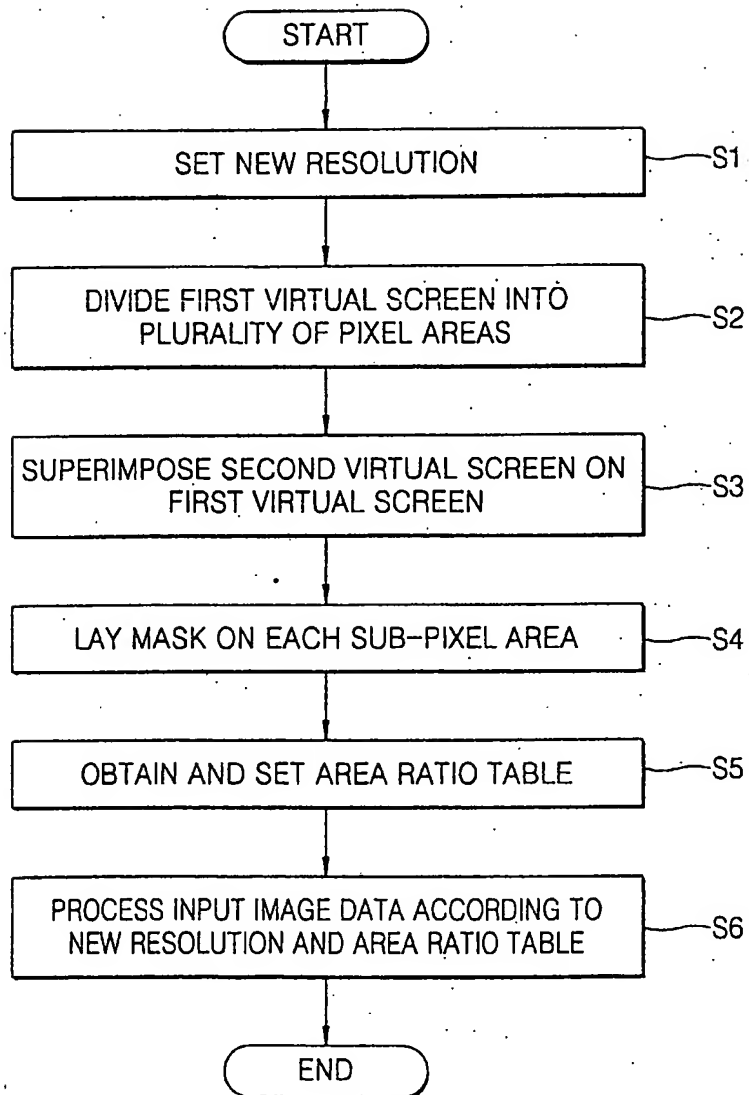 START
SET NEW RESOLUTION
S1
DIVIDE FIRST VIRTUAL SCREEN INTO
PLURALITY OF PIXEL AREAS
S2
SUPERIMPOSE SECOND VIRTUAL SCREEN ON
FIRST VIRTUAL SCREEN
S3
LAY MASK ON EACH SUB-PIXEL AREA
S4
OBTAIN AND SET AREA RATIO TABLE
S5
PROCESS INPUT IMAGE DATA ACCORDING TO
NEW RESOLUTION AND AREA RATIO TABLE
S6
END